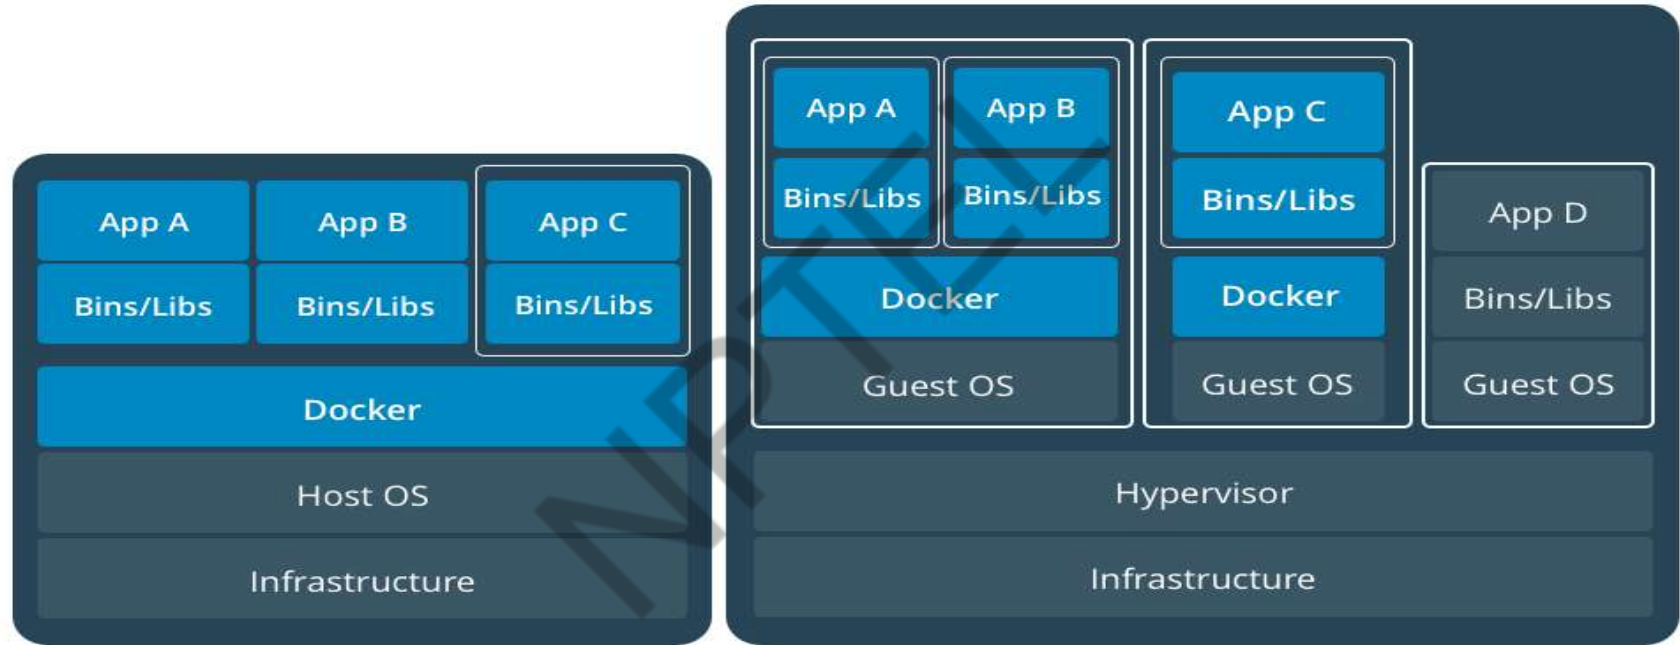 App A
App B
App C
Bins/Libs
Bins/Libs
Bins/Libs
Docker
Host OS
Infrastructure
App A
App B
Bins/Libs
Bins/Libs
Docker
Guest OS
App C
Bins/Libs
Docker
Guest OS
App D
Bins/Libs
Guest OS
Hypervisor
Infrastructure
NPTEL